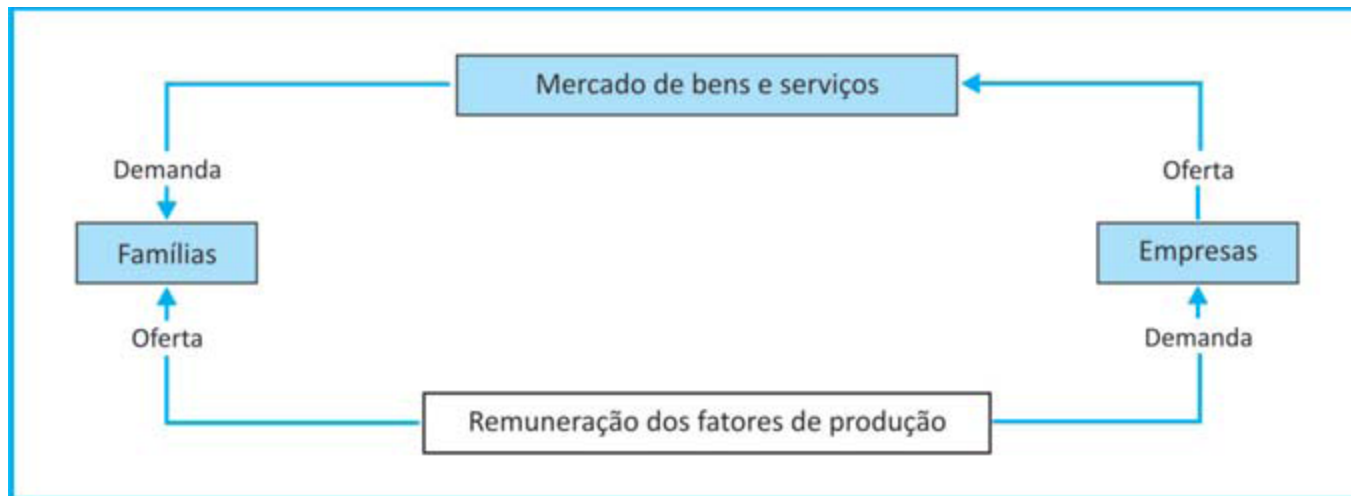 Mercado de bens e serviços
Demanda
Oferta
Famílias
Empresas
Oferta
Demanda
Remuneração dos fatores de produção